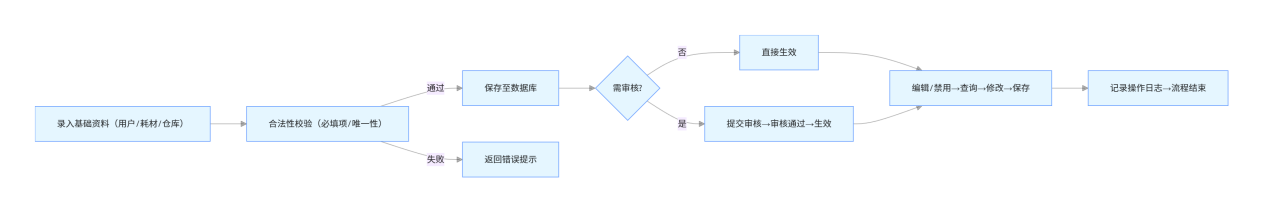 录入基础资料（用户/耗材/仓库）
合法性校验（必填项/唯一性）
通过
失败
保存至数据库
返回错误提示
需审核?
否
是
直接生效
提交审核→审核通过→生效
编辑/禁用→查询→修改→保存
记录操作日志→流程结束